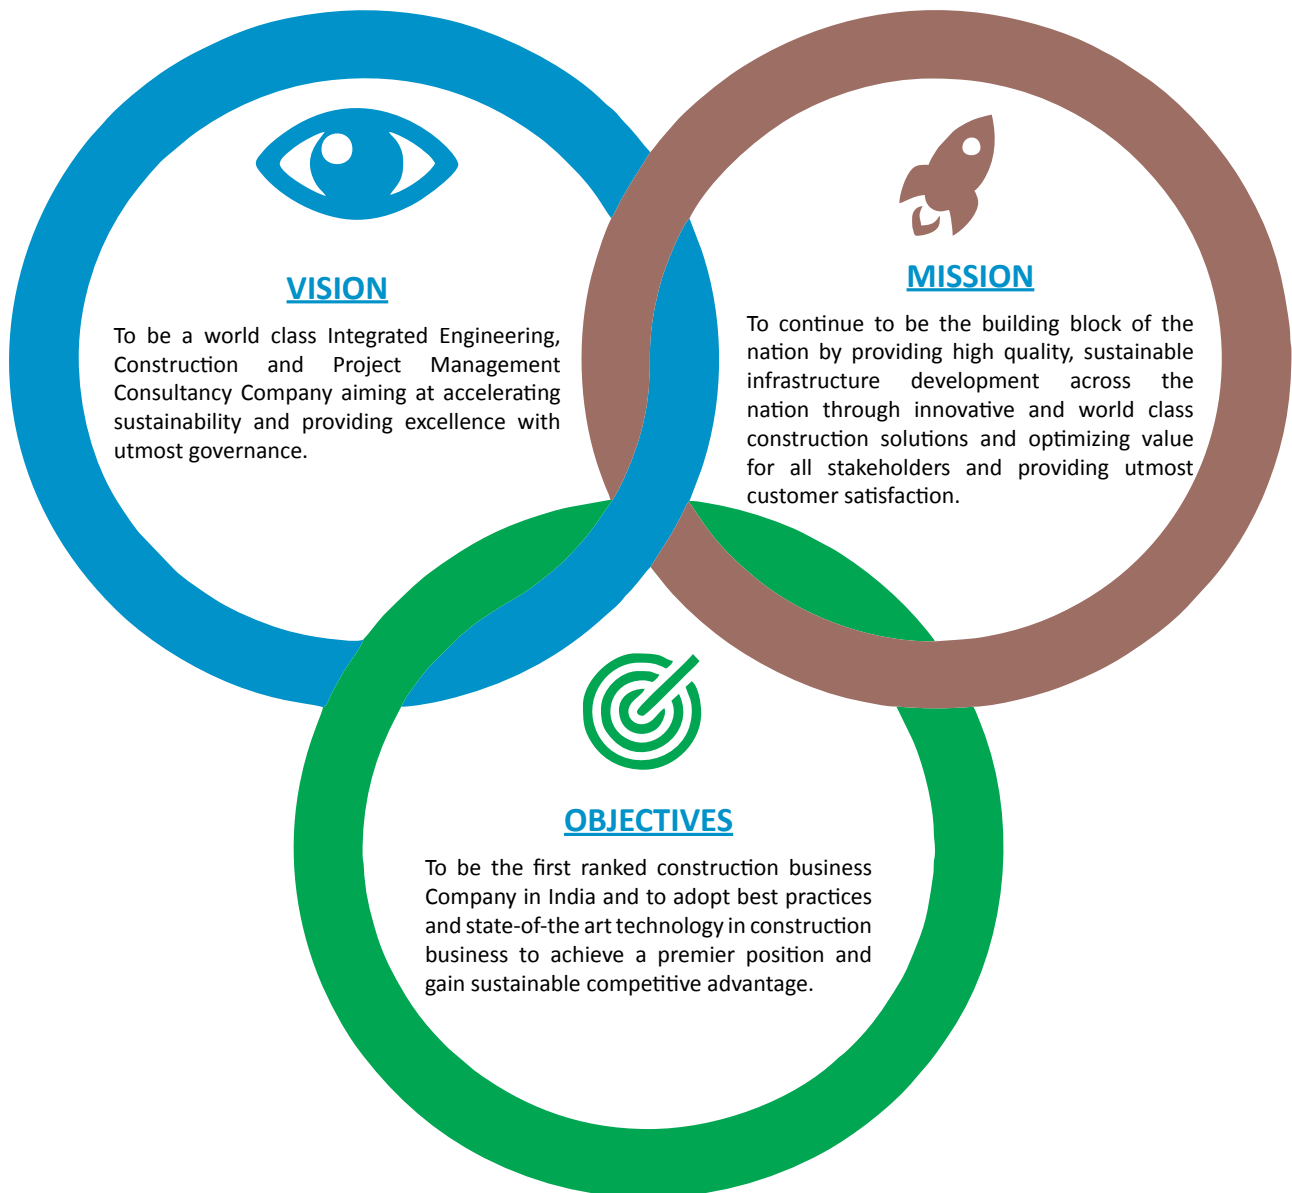 VISION
To be a world class Integrated Engineering,
Construction and Project Management
Consultancy Company aiming at accelerating
sustainability and providing excellence with
utmost governance.
MISSION
To continue to be the building block of the
nation by providing high quality, sustainable
infrastructure development across the
nation through innovative and world class
construction solutions and optimizing value
for all stakeholders and providing utmost
customer satisfaction.
OBJECTIVES
To be the first ranked construction business
Company in India and to adopt best practices
and state-of-the art technology in construction
business to achieve a premier position and
gain sustainable competitive advantage.